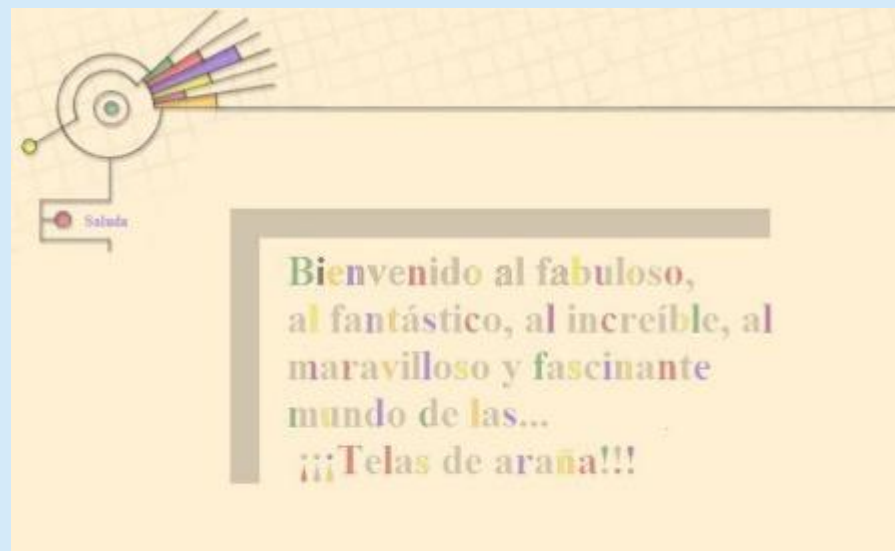 Saluda
Bienvenido al fabuloso,
al fantástico, al increíble, al
maravilloso y fascinante
mundo de las...
¡¡¡Telas de araña!!!